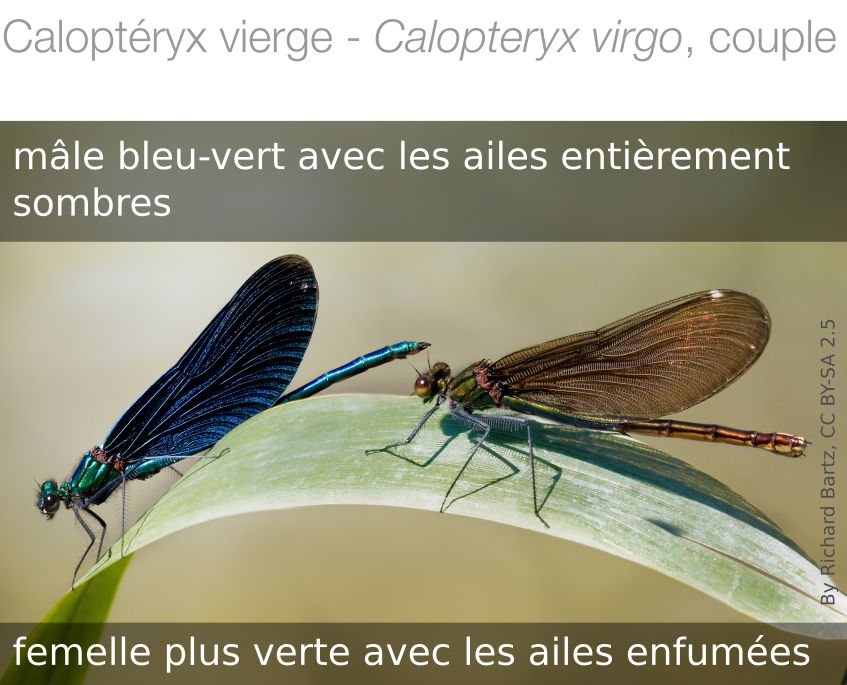 Caloptéryx vierge - Calopteryx virgo, couple
mâle bleu-vert avec les ailes entièrement
sombres
By Richard Bartz, CC BY-SA 2.5
femelle plus verte avec les ailes enfumées